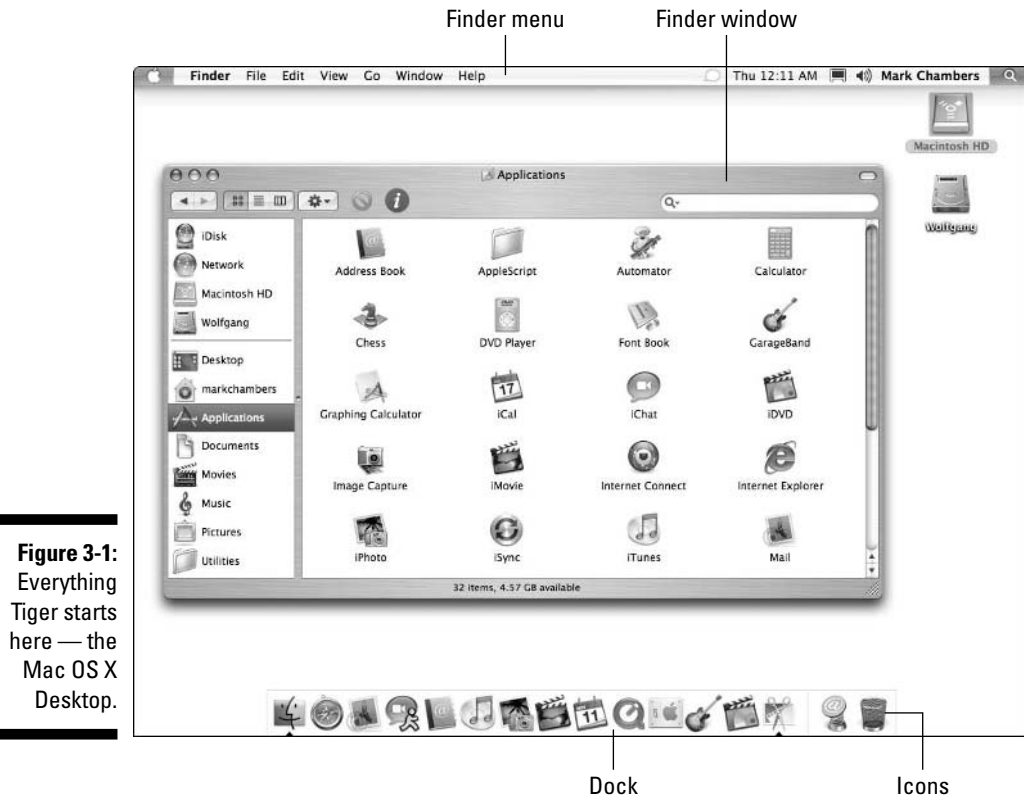 Finder menu
Finder window
Finder File Edit View Go Window Help
Thu 12:11 AM
Mark Chambers
Macintosh HD
Wolfgang
Applications
iDisk
Network
Macintosh HD
Wolfgang
Desktop
markchambers
Applications
Documents
Movies
Music
Pictures
Utilities
Address Book
AppleScript
Automator
Calculator
Chess
DVD Player
Font Book
GarageBand
Graphing Calculator
iCal
iChat
iDVD
Image Capture
iMovie
Internet Connect
Internet Explorer
iPhoto
iSync
iTunes
Mail
17
32 items, 4.57 GB available
11
Figure 3-1:
Everything
Tiger starts
here — the
Mac OS X
Desktop.
Dock
Icons